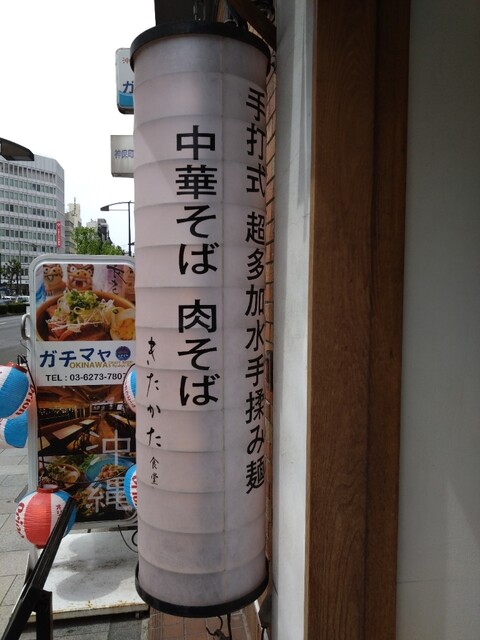 手打式 超多加水手揉み麺
中華そば 肉そば
きたかた食堂
ガチマヤ
OKINAWA
TEL : 03-6273-7807
沖縄
ガ